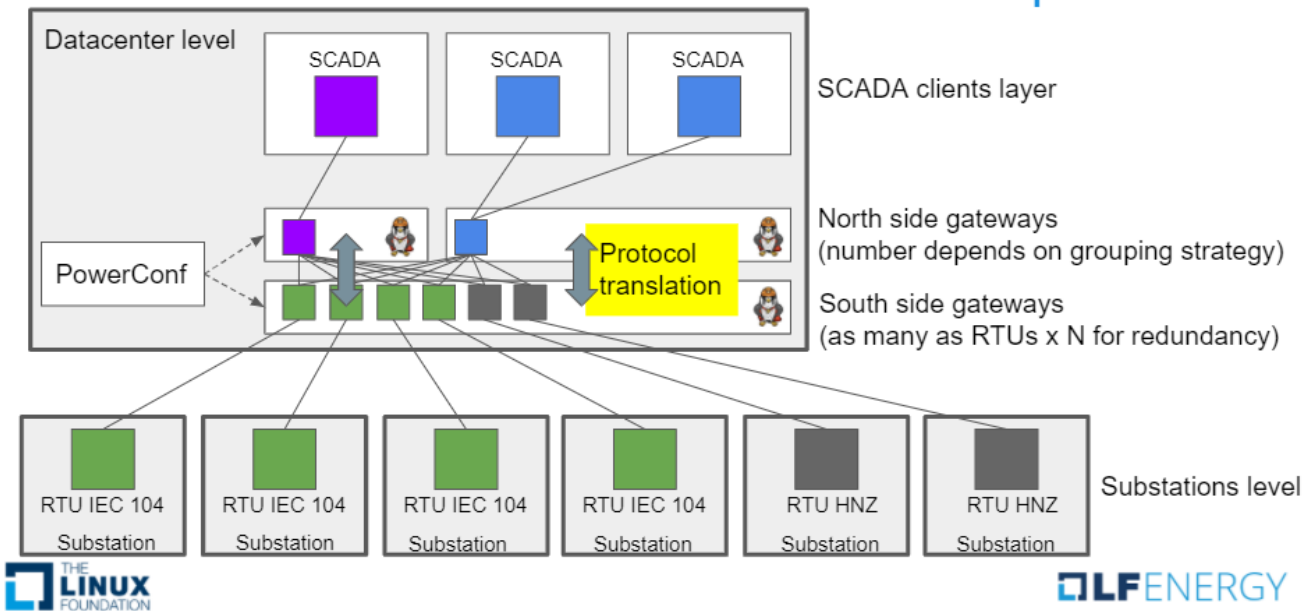 Datacenter level
SCADA
SCADA
SCADA
SCADA clients layer
North side gateways
(number depends on grouping strategy)
PowerConf
Protocol
translation
South side gateways
(as many as RTUs x N for redundancy)
RTU IEC 104
RTU IEC 104
RTU IEC 104
RTU IEC 104
RTU HNZ
RTU HNZ
Substations level
Substation
Substation
Substation
Substation
Substation
Substation
THE
LINUX
FOUNDATION
LFENERGY